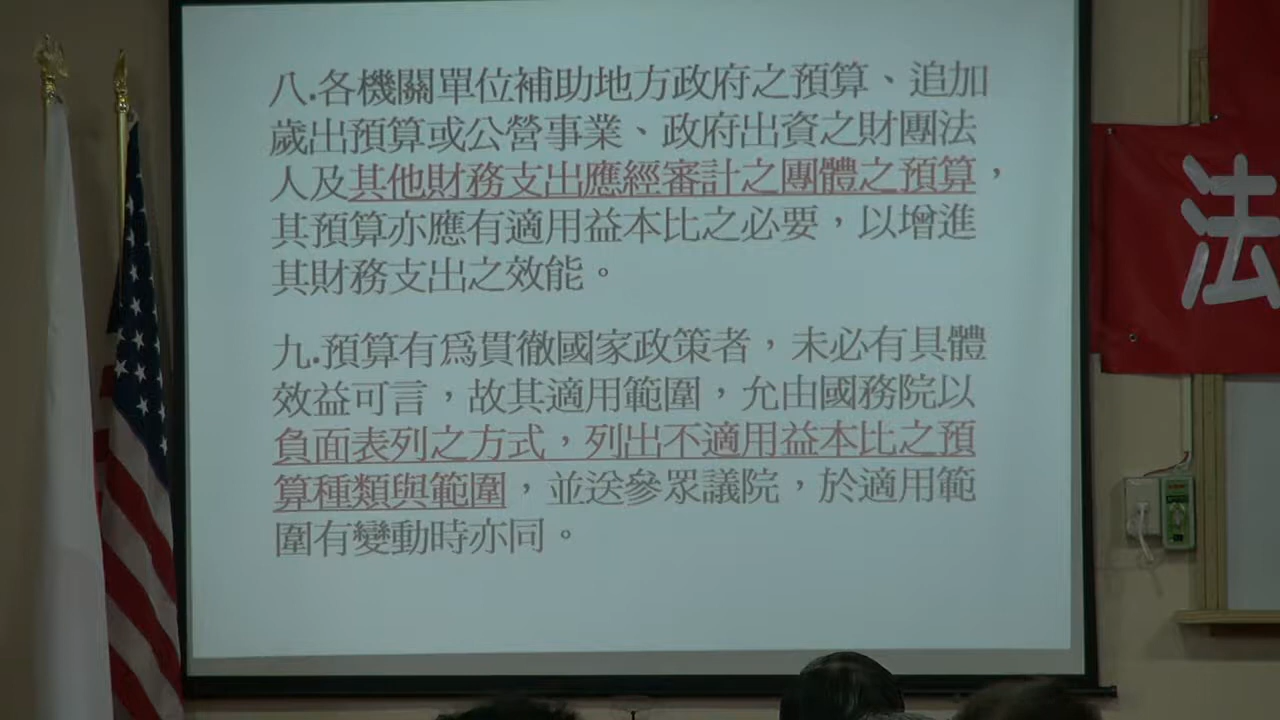 八.各機關單位補助地方政府之預算、追加
歲出預算或公營事業、政府出資之財團法
人及其他財務支出應經審計之團體之預算，
其預算亦應有適用益本比之必要，以增進
其財務支出之效能。
九.預算有為貫徹國家政策者，未必有具體
效益可言，故其適用範圍，允由國務院以
負面表列之方式，列出不適用益本比之預
算種類與範圍，並送參眾議院，於適用範
圍有變動時亦同。
法